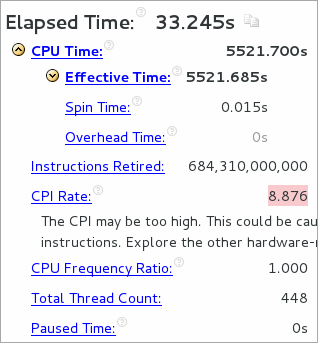 Elapsed Time: 33.245s
CPU Time: 5521.700s
Effective Time: 5521.685s
Spin Time: 0.015s
Overhead Time: 0s
Instructions Retired: 684,310,000,000
CPI Rate: 8.876
The CPI may be too high. This could be cau
instructions. Explore the other hardware-r
CPU Frequency Ratio: 1.000
Total Thread Count: 448
Paused Time: 0s